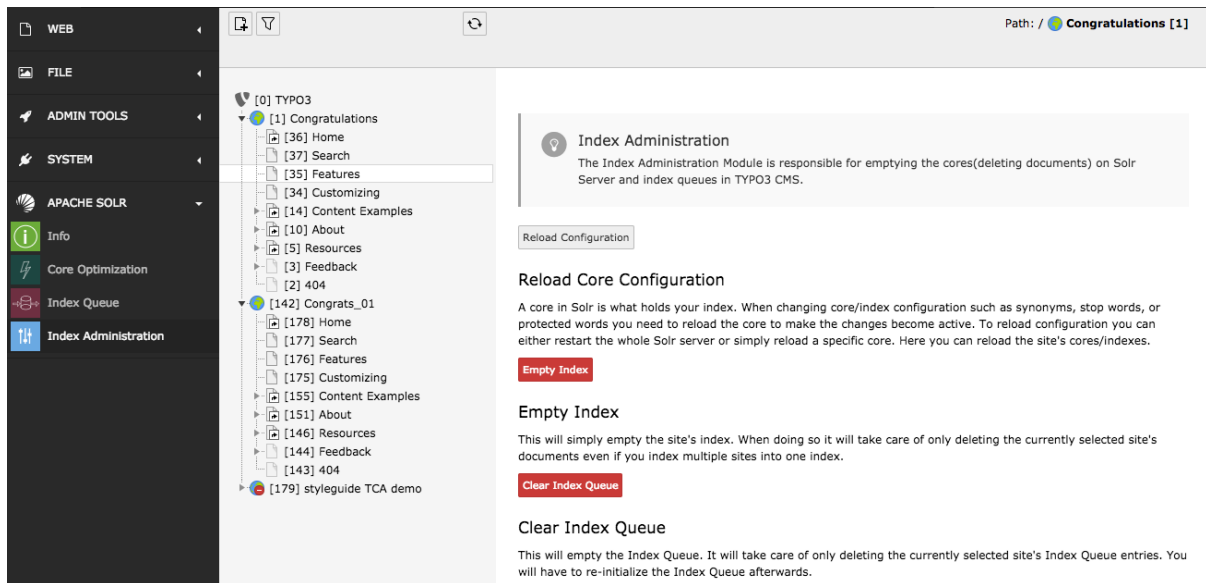 WEB
FILE
ADMIN TOOLS
SYSTEM
APACHE SOLR
Info
Core Optimization
Index Queue
Index Administration
[0] TYPO3
[1] Congratulations
[36] Home
[37] Search
[35] Features
[34] Customizing
[14] Content Examples
[10] About
[5] Resources
[3] Feedback
[2] 404
[142] Congrats_01
[178] Home
[177] Search
[176] Features
[175] Customizing
[155] Content Examples
[151] About
[146] Resources
[144] Feedback
[143] 404
[179] styleguide TCA demo
Path: / Congratulations [1]
Index Administration
The Index Administration Module is responsible for emptying the cores(deleting documents) on Solr
Server and index queues in TYPO3 CMS.
Reload Configuration
Reload Core Configuration
A core in Solr is what holds your index. When changing core/index configuration such as synonyms, stop words, or
protected words you need to reload the core to make the changes become active. To reload configuration you can
either restart the whole Solr server or simply reload a specific core. Here you can reload the site's cores/indexes.
Empty Index
Empty Index
This will simply empty the site's index. When doing so it will take care of only deleting the currently selected site's
documents even if you index multiple sites into one index.
Clear Index Queue
Clear Index Queue
This will empty the Index Queue. It will take care of only deleting the currently selected site's Index Queue entries. You
will have to re-initialize the Index Queue afterwards.